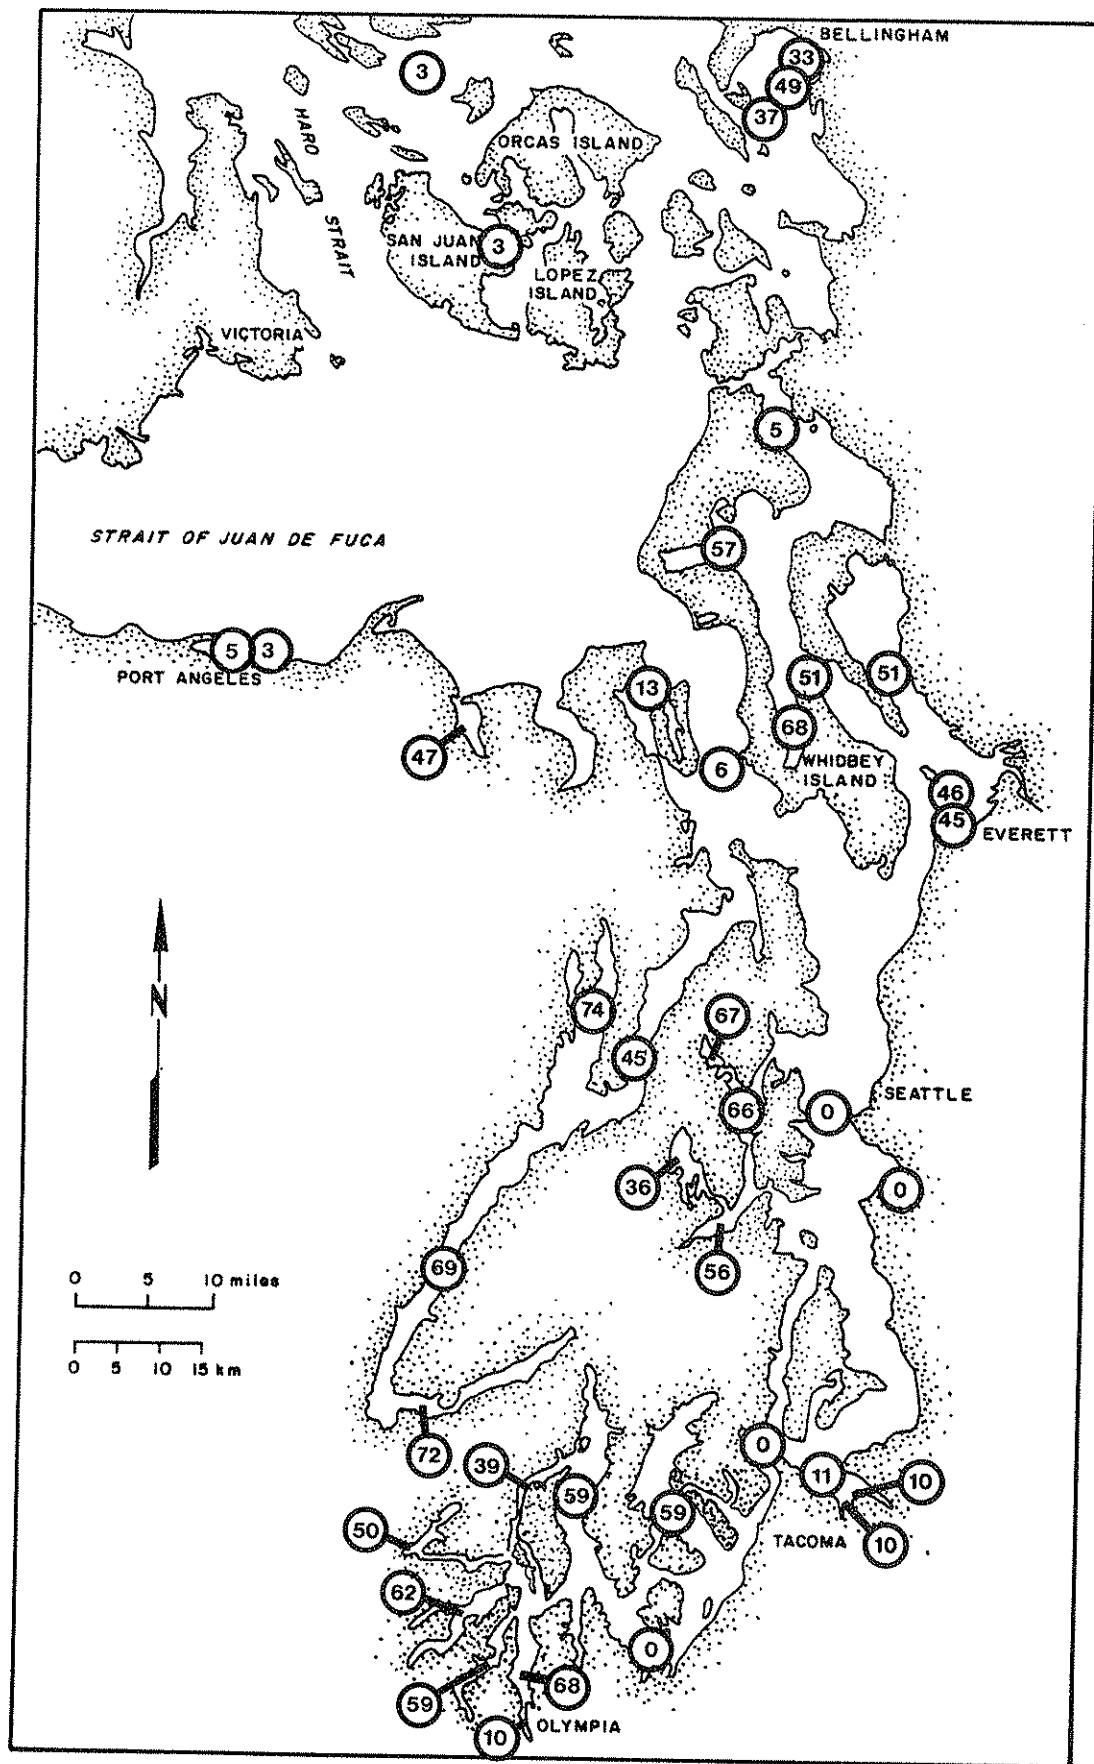 BELLINGHAM
33
3
49
37
HARO
ORCAS ISLAND
STRAIT
SAN JUAN
ISLAND
3
LOPEZ
ISLAND
VICTORIA
5
STRAIT OF JUAN DE FUCA
57
5
3
PORT ANGELES
13
51
51
68
47
6
WHIDBEY
ISLAND
46
45
EVERETT
N
74
67
45
66
0
SEATTLE
36
0
56
69
0 5 10 miles
0 5 10 15 km
72
0
39
11
10
59
59
50
TACOMA
10
62
0
59
68
10
OLYMPIA